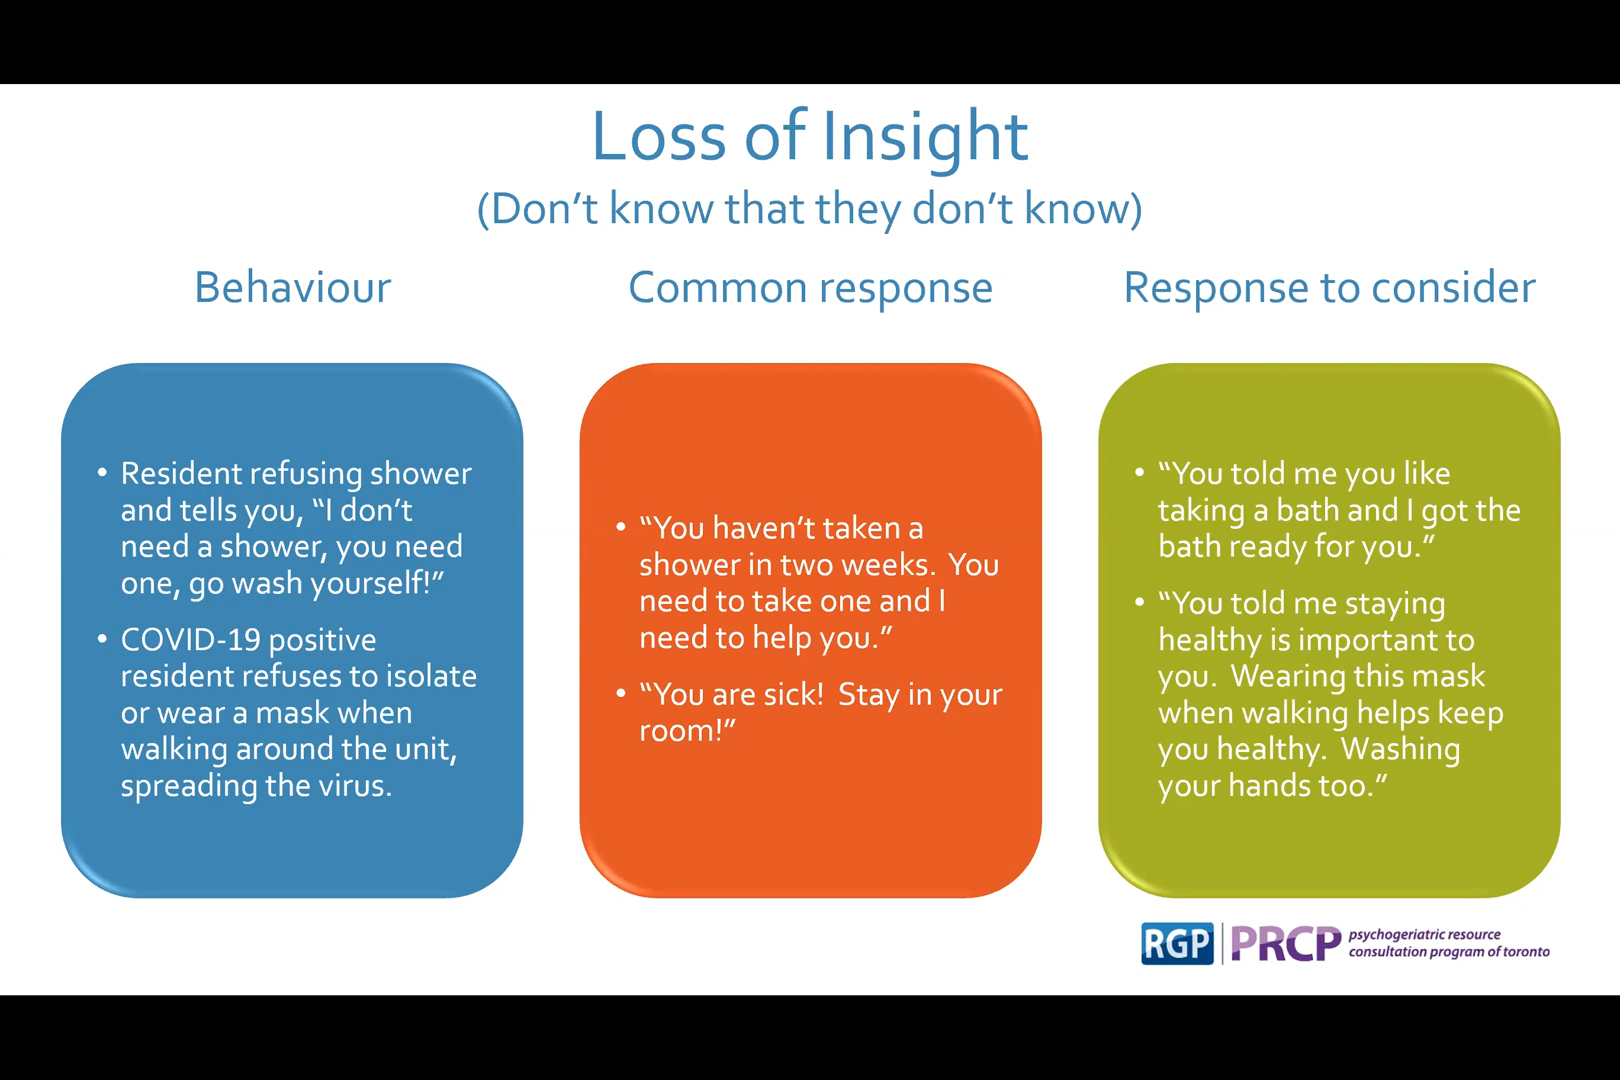 Loss of Insight
(Don’t know that they don’t know)
Behaviour
Common response
Response to consider
• Resident refusing shower
and tells you, “I don’t
need a shower, you need
one, go wash yourself!”
• COVID-19 positive
resident refuses to isolate
or wear a mask when
walking around the unit,
spreading the virus.
• “You haven’t taken a
shower in two weeks.  You
need to take one and I
need to help you.”
• “You are sick!  Stay in your
room!”
• “You told me you like
taking a bath and I got the
bath ready for you.”
• “You told me staying
healthy is important to
you.  Wearing this mask
when walking helps keep
you healthy.  Washing
your hands too.”
RGP PRCP psychogeriatric resource
consultation program of toronto